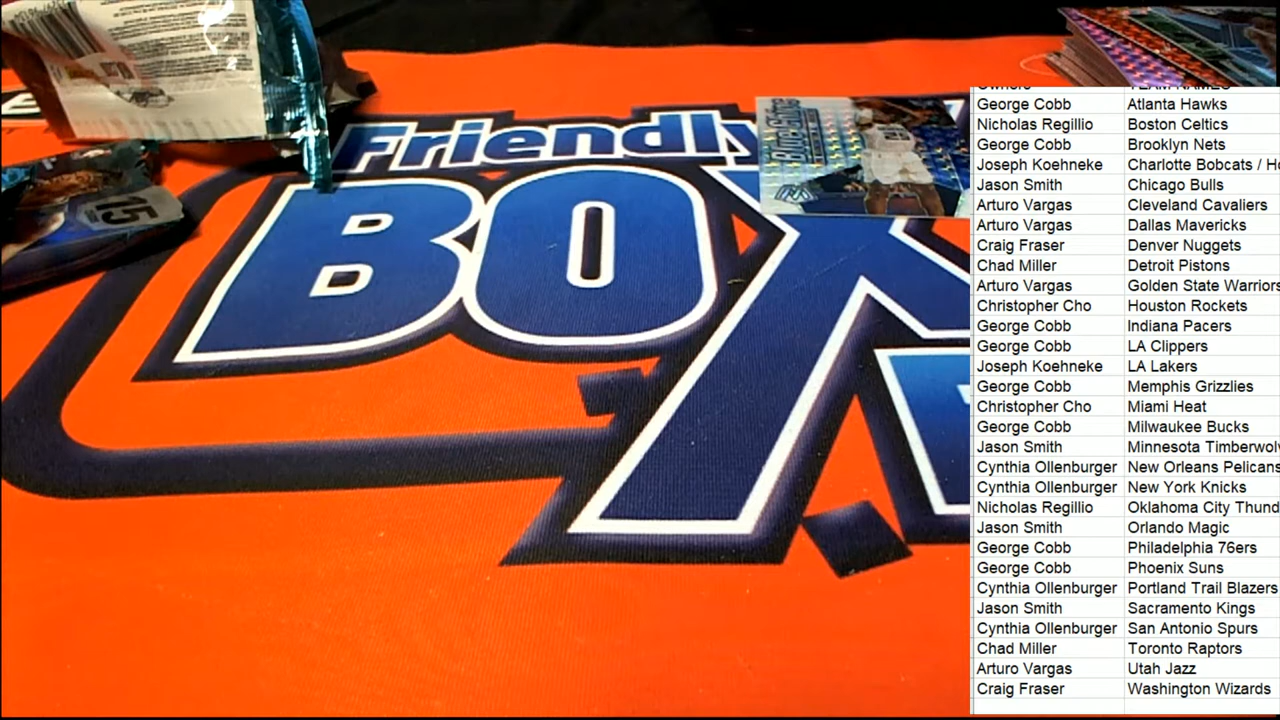 Friendly
BOX
15
Owners TEAM NAMES
George Cobb Atlanta Hawks
Nicholas Regillio Boston Celtics
George Cobb Brooklyn Nets
Joseph Koehneke Charlotte Bobcats / H
Jason Smith Chicago Bulls
Arturo Vargas Cleveland Cavaliers
Arturo Vargas Dallas Mavericks
Craig Fraser Denver Nuggets
Chad Miller Detroit Pistons
Arturo Vargas Golden State Warriors
Christopher Cho Houston Rockets
George Cobb Indiana Pacers
George Cobb LA Clippers
Joseph Koehneke LA Lakers
George Cobb Memphis Grizzlies
Christopher Cho Miami Heat
George Cobb Milwaukee Bucks
Jason Smith Minnesota Timberwol
Cynthia Ollenburger New Orleans Pelicans
Cynthia Ollenburger New York Knicks
Nicholas Regillio Oklahoma City Thund
Jason Smith Orlando Magic
George Cobb Philadelphia 76ers
George Cobb Phoenix Suns
Cynthia Ollenburger Portland Trail Blazers
Jason Smith Sacramento Kings
Cynthia Ollenburger San Antonio Spurs
Chad Miller Toronto Raptors
Arturo Vargas Utah Jazz
Craig Fraser Washington Wizards